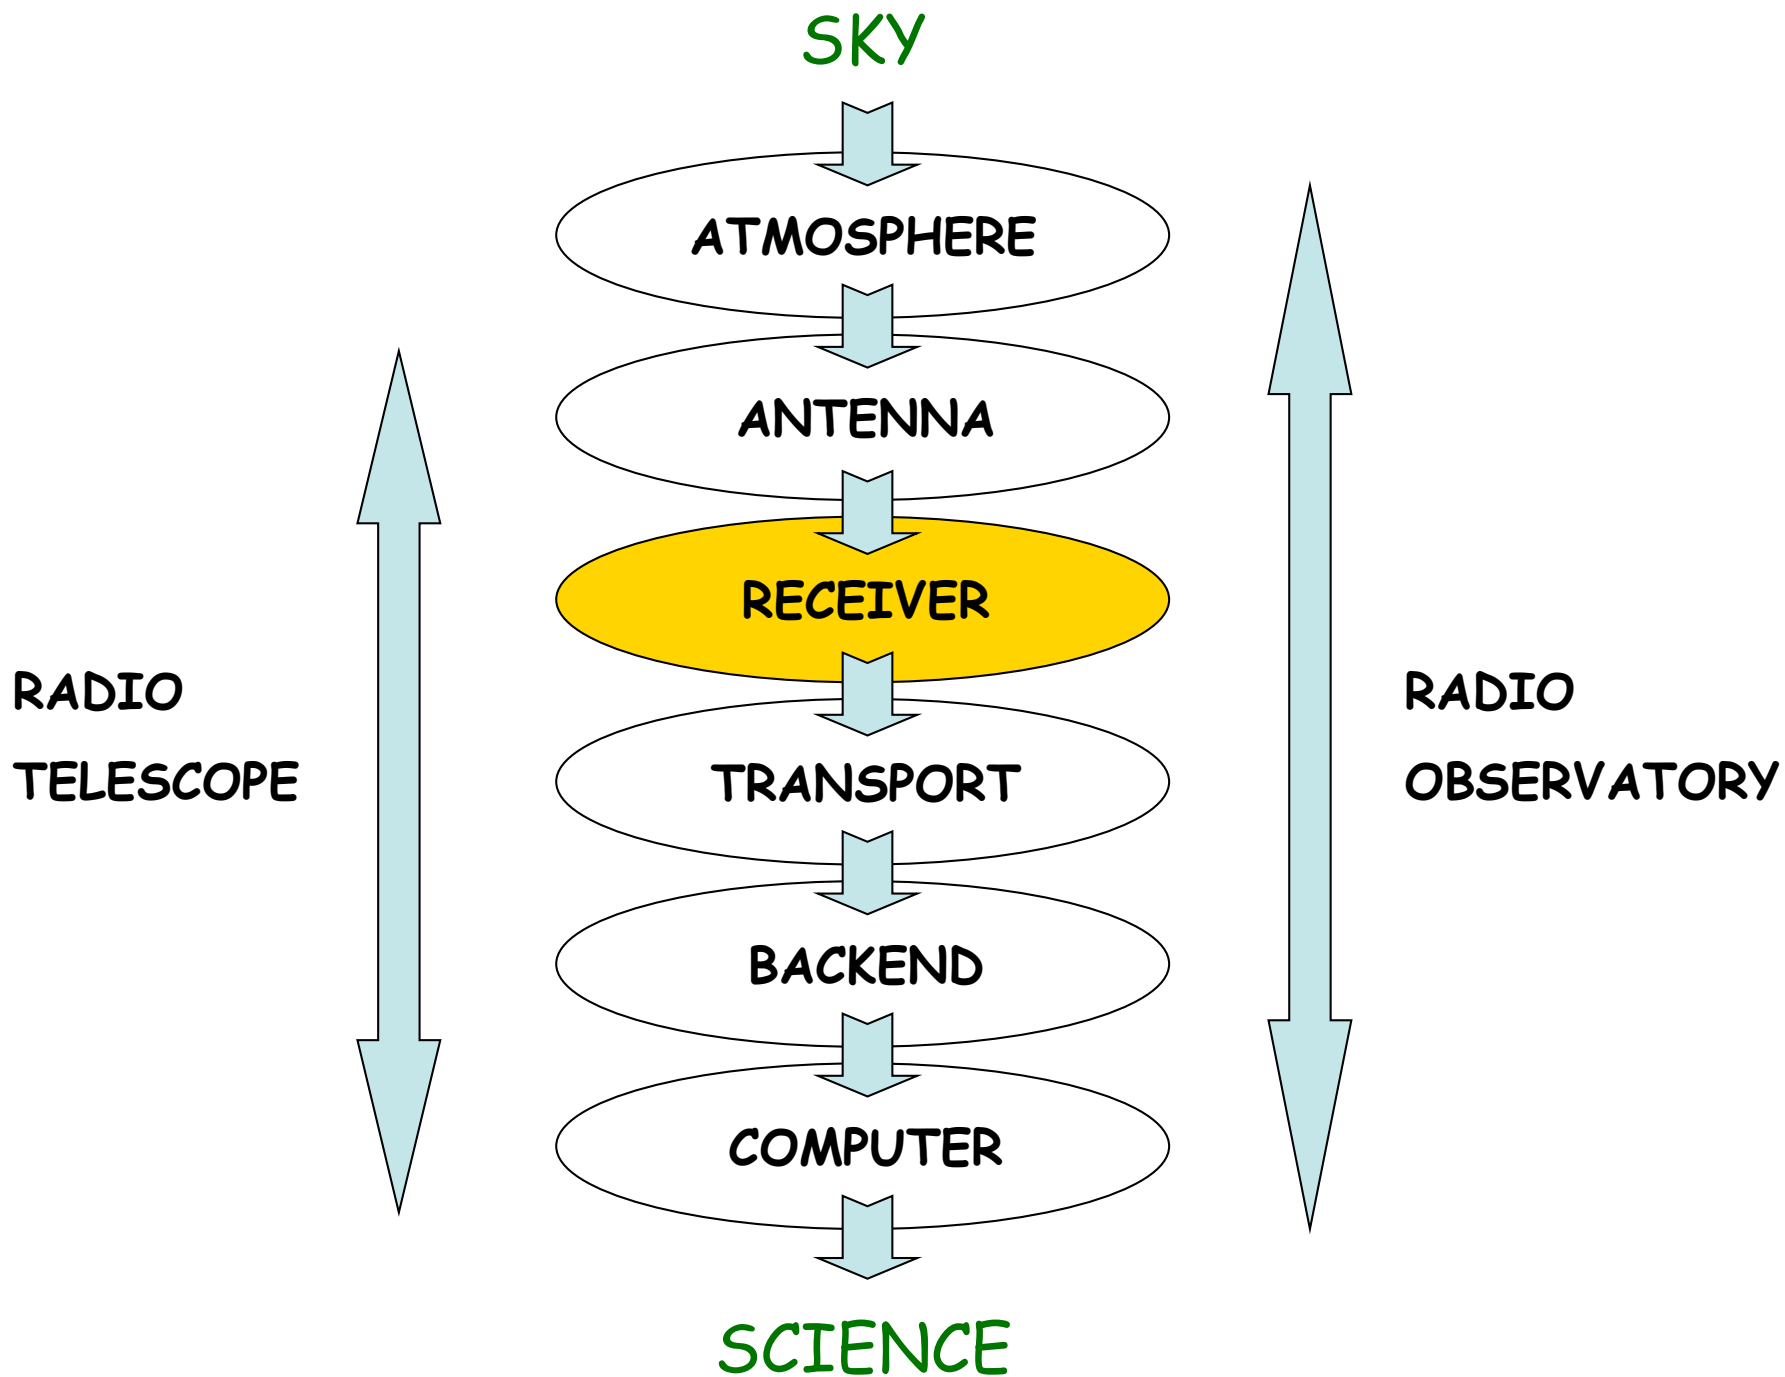 SKY
ATMOSPHERE
ANTENNA
RECEIVER
RADIO
TELESCOPE
TRANSPORT
RADIO
OBSERVATORY
BACKEND
COMPUTER
SCIENCE